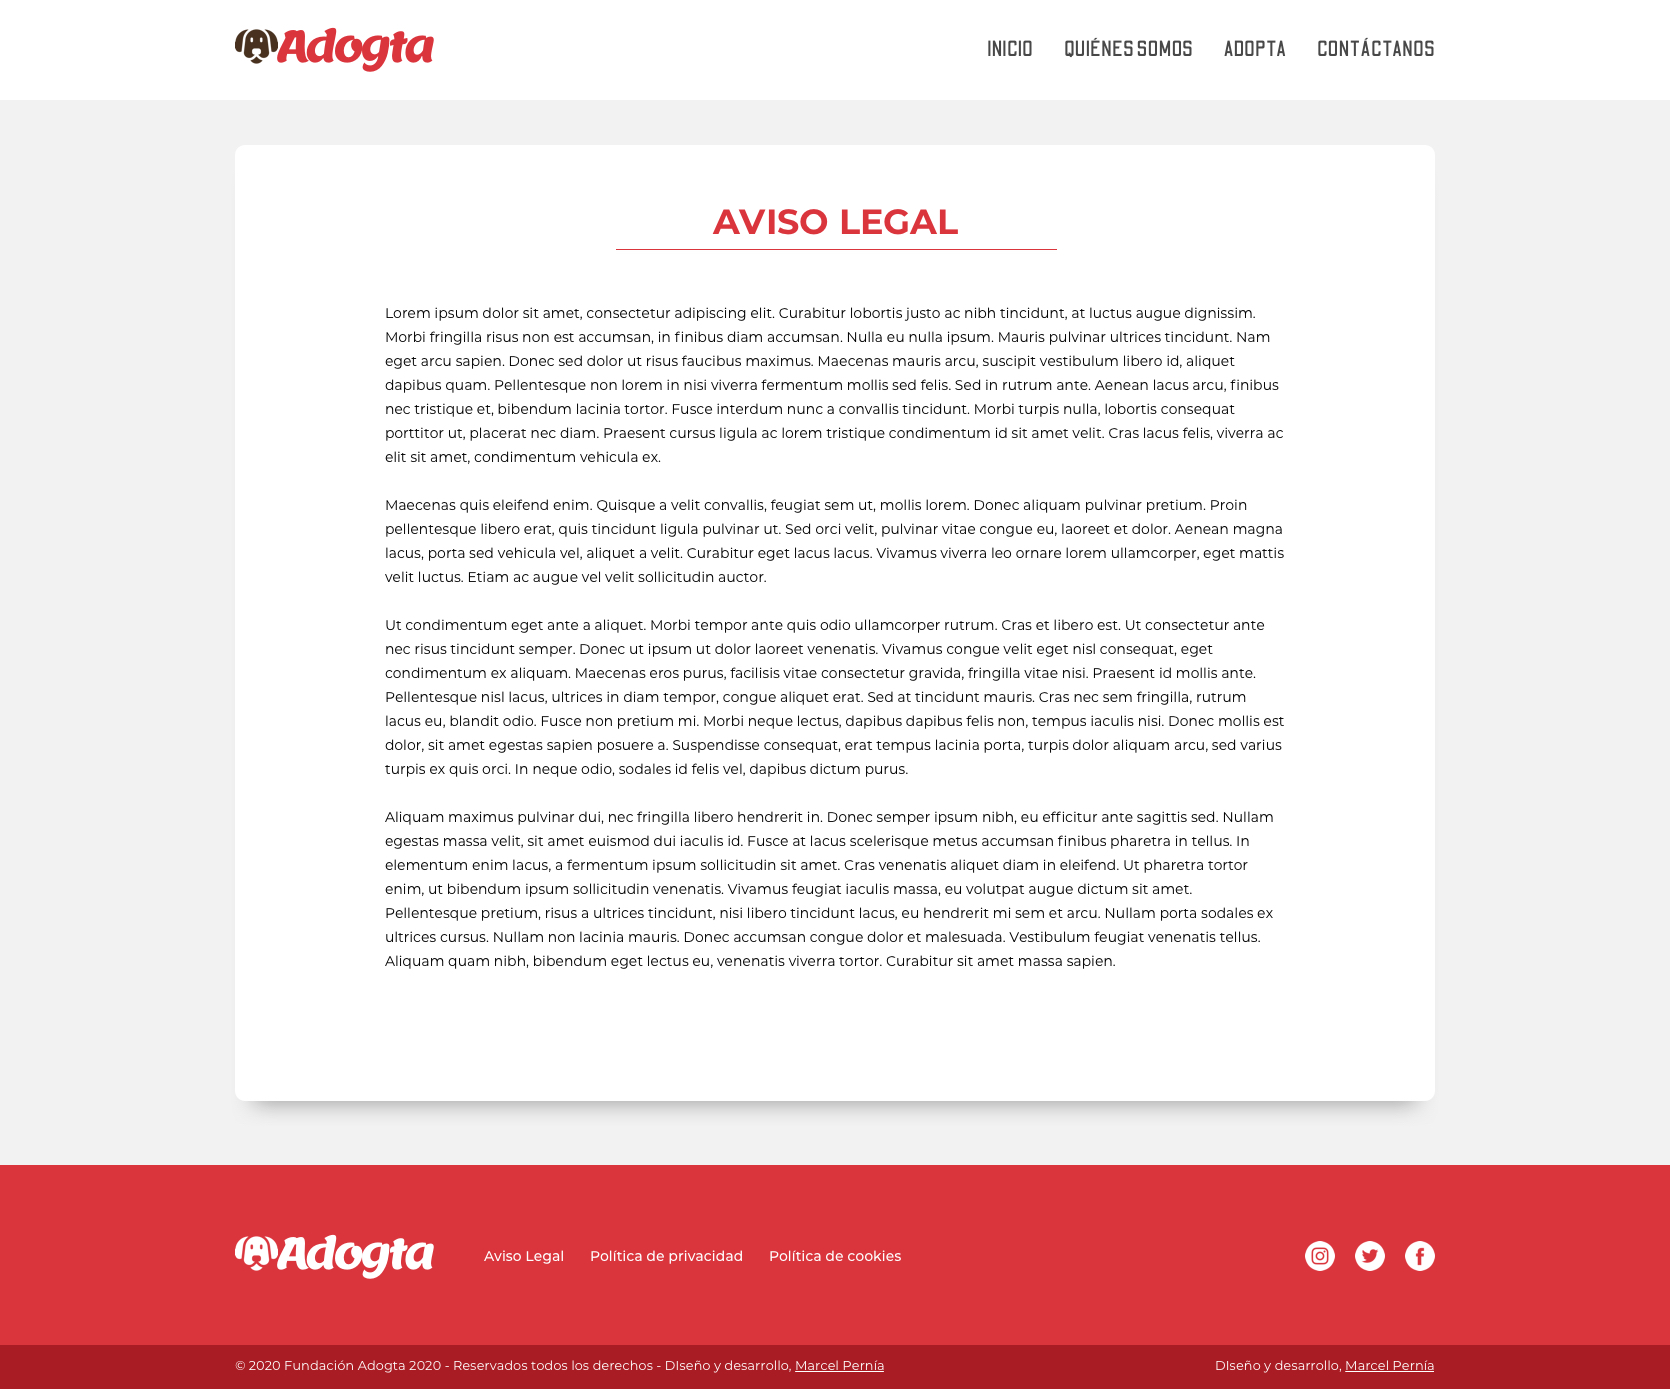 Adogta
INICIO QUIÉNES SOMOS ADOPTA CONTÁCTANOS
AVISO LEGAL
Lorem ipsum dolor sit amet, consectetur adipiscing elit. Curabitur lobortis justo ac nibh tincidunt, at luctus augue dignissim.
Morbi fringilla risus non est accumsan, in finibus diam accumsan. Nulla eu nulla ipsum. Mauris pulvinar ultrices tincidunt. Nam
eget arcu sapien. Donec sed dolor ut risus faucibus maximus. Maecenas mauris arcu, suscipit vestibulum libero id, aliquet
dapibus quam. Pellentesque non lorem in nisi viverra fermentum mollis sed felis. Sed in rutrum ante. Aenean lacus arcu, finibus
nec tristique et, bibendum lacinia tortor. Fusce interdum nunc a convallis tincidunt. Morbi turpis nulla, lobortis consequat
porttitor ut, placerat nec diam. Praesent cursus ligula ac lorem tristique condimentum id sit amet velit. Cras lacus felis, viverra ac
elit sit amet, condimentum vehicula ex.
Maecenas quis eleifend enim. Quisque a velit convallis, feugiat sem ut, mollis lorem. Donec aliquam pulvinar pretium. Proin
pellentesque libero erat, quis tincidunt ligula pulvinar ut. Sed orci velit, pulvinar vitae congue eu, laoreet et dolor. Aenean magna
lacus, porta sed vehicula vel, aliquet a velit. Curabitur eget lacus lacus. Vivamus viverra leo ornare lorem ullamcorper, eget mattis
velit luctus. Etiam ac augue vel velit sollicitudin auctor.
Ut condimentum eget ante a aliquet. Morbi tempor ante quis odio ullamcorper rutrum. Cras et libero est. Ut consectetur ante
nec risus tincidunt semper. Donec ut ipsum ut dolor laoreet venenatis. Vivamus congue velit eget nisl consequat, eget
condimentum ex aliquam. Maecenas eros purus, facilisis vitae consectetur gravida, fringilla vitae nisi. Praesent id mollis ante.
Pellentesque nisl lacus, ultrices in diam tempor, congue aliquet erat. Sed at tincidunt mauris. Cras nec sem fringilla, rutrum
lacus eu, blandit odio. Fusce non pretium mi. Morbi neque lectus, dapibus dapibus felis non, tempus iaculis nisi. Donec mollis est
dolor, sit amet egestas sapien posuere a. Suspendisse consequat, erat tempus lacinia porta, turpis dolor aliquam arcu, sed varius
turpis ex quis orci. In neque odio, sodales id felis vel, dapibus dictum purus.
Aliquam maximus pulvinar dui, nec fringilla libero hendrerit in. Donec semper ipsum nibh, eu efficitur ante sagittis sed. Nullam
egestas massa velit, sit amet euismod dui iaculis id. Fusce at lacus scelerisque metus accumsan finibus pharetra in tellus. In
elementum enim lacus, a fermentum ipsum sollicitudin sit amet. Cras venenatis aliquet diam in eleifend. Ut pharetra tortor
enim, ut bibendum ipsum sollicitudin venenatis. Vivamus feugiat iaculis massa, eu volutpat augue dictum sit amet.
Pellentesque pretium, risus a ultrices tincidunt, nisi libero tincidunt lacus, eu hendrerit mi sem et arcu. Nullam porta sodales ex
ultrices cursus. Nullam non lacinia mauris. Donec accumsan congue dolor et malesuada. Vestibulum feugiat venenatis tellus.
Aliquam quam nibh, bibendum eget lectus eu, venenatis viverra tortor. Curabitur sit amet massa sapien.
Adogta
Aviso Legal Política de privacidad Política de cookies
© 2020 Fundación Adogta 2020 - Reservados todos los derechos - DIseño y desarrollo, Marcel Pernía
DIseño y desarrollo, Marcel Pernía